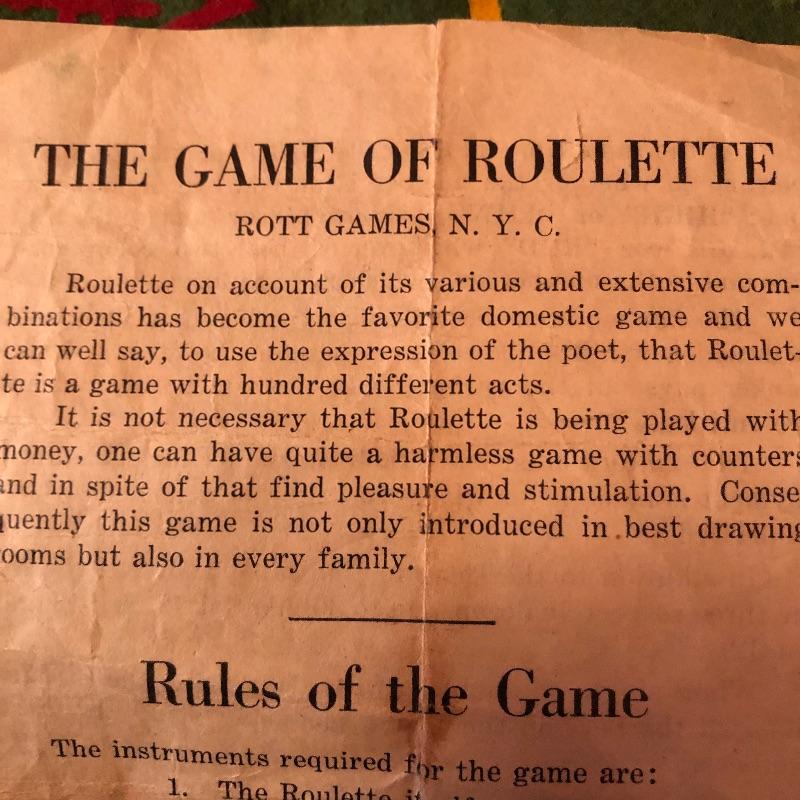 THE GAME OF ROULETTE
ROTT GAMES, N. Y. C.
Roulette on account of its various and extensive com-
binations has become the favorite domestic game and we
can well say, to use the expression of the poet, that Roulet-
te is a game with hundred different acts.
It is not necessary that Roulette is being played with
money, one can have quite a harmless game with counters
and in spite of that find pleasure and stimulation. Conse
quently this game is not only introduced in best drawing
ooms but also in every family.
Rules of the Game
The instruments required for the game are:
1. The Roulette itself